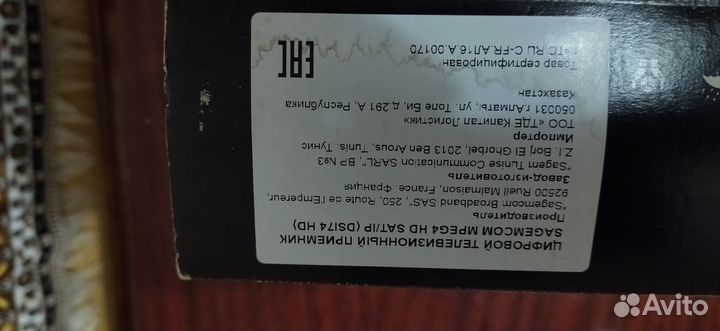 ЦИФРОВОЙ ТЕЛЕВИЗИОННЫЙ ПРИЕМНИК
SAGEMCOM MPEG4 HD SAT/IP (DSI74 HD)
Производитель
"Sagemcom Broadband SAS", 250, Route de l'Empereur,
92500 Rueil Malmaison, France. Франция
Завод-изготовитель
"Sagem Tunise Communication SARL", BP №3
Z.I. Borj El Ghorbel, 2013 Ben Arous, Tunis. Тунис
Импортер
ТОО «ТДЕ Капитал Логистик»
050031 г.Алматы, ул. Толе Би, д.291 А, Республика
Казахстан
Товар сертифицирован
ТС RU C-FR.АЛ16.А.00170
EAC
Avito